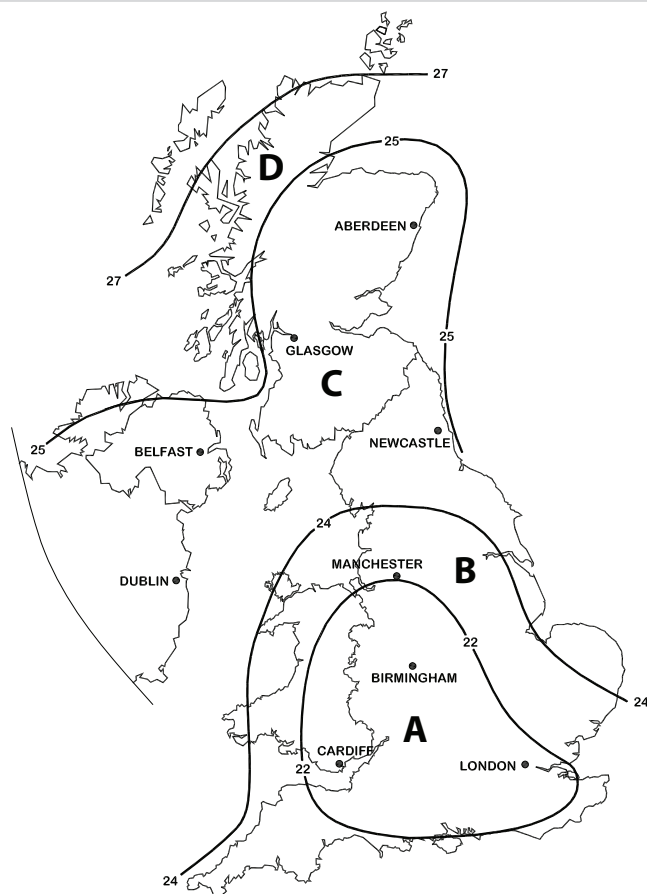 27
25
D
ABERDEEN
27
25
GLASGOW
C
25
NEWCASTLE
BELFAST
24
MANCHESTER
B
DUBLIN
22
BIRMINGHAM
24
A
CARDIFF
22
LONDON
24